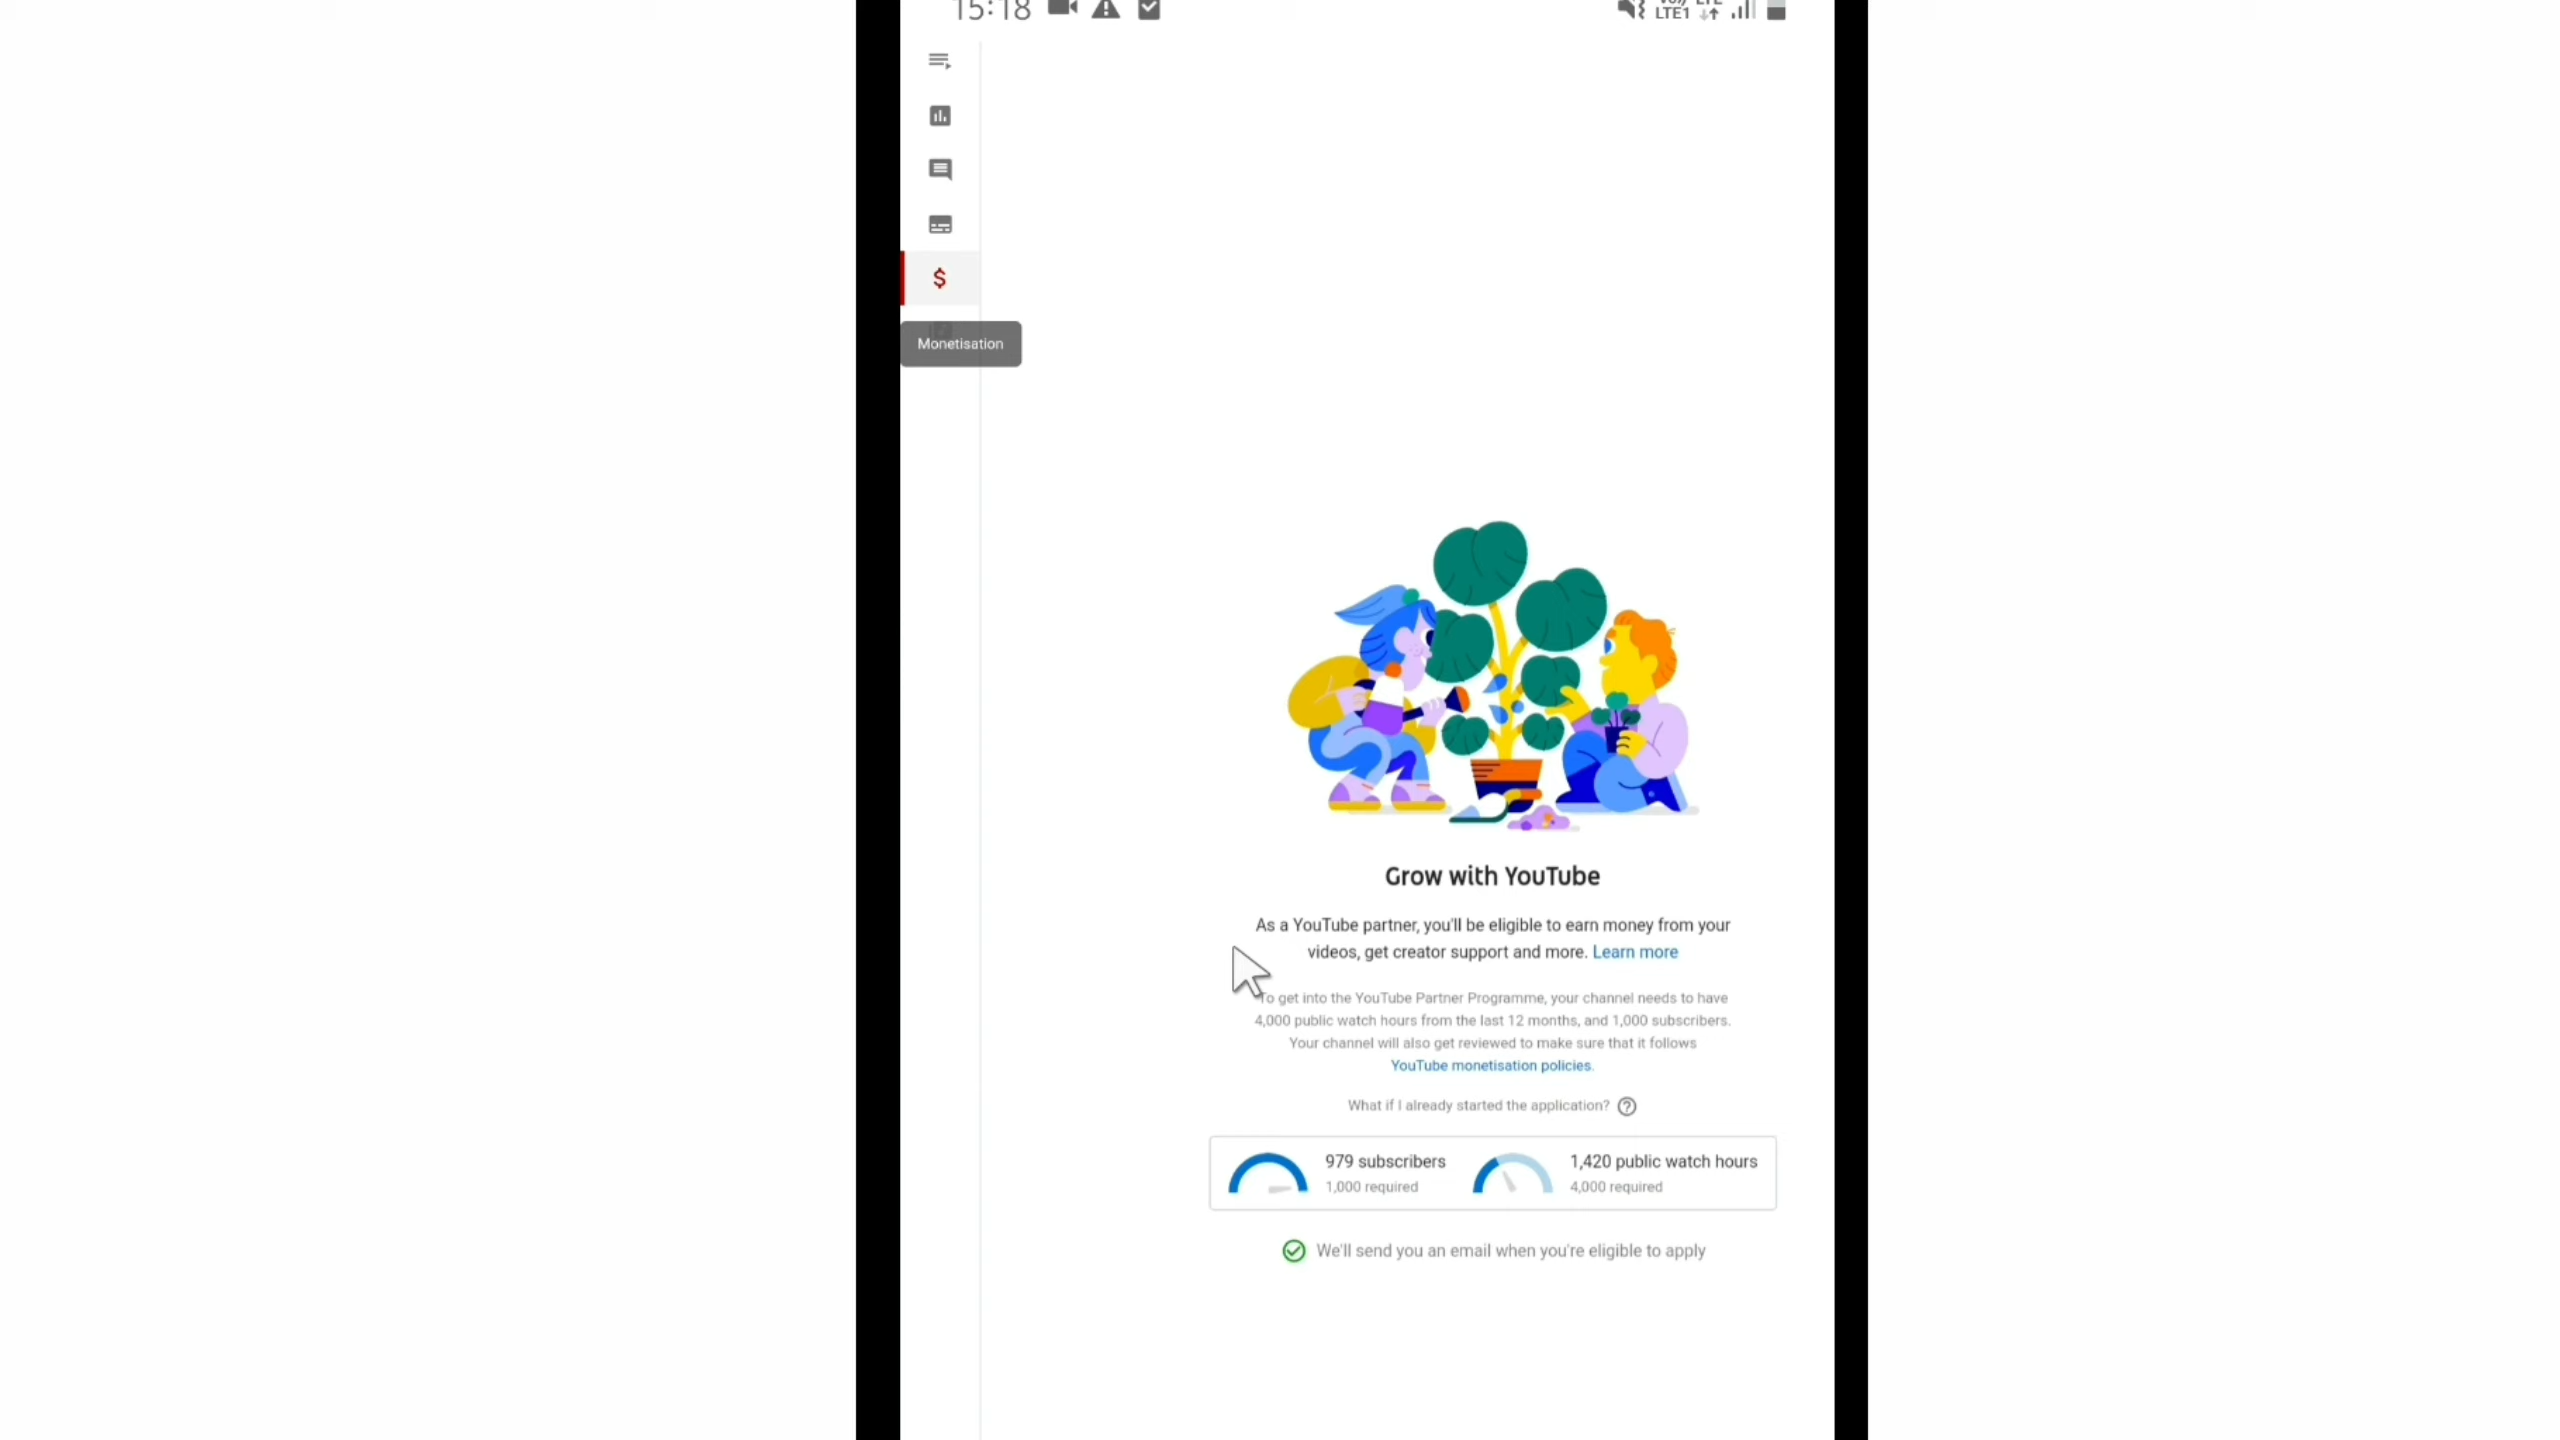 15:18
LTE1
Monetisation
Grow with YouTube
As a YouTube partner, you'll be eligible to earn money from your
videos, get creator support and more. Learn more
To get into the YouTube Partner Programme, your channel needs to have
4,000 public watch hours from the last 12 months, and 1,000 subscribers.
Your channel will also get reviewed to make sure that it follows
YouTube monetisation policies.
What if I already started the application?
979 subscribers
1,000 required
1,420 public watch hours
4,000 required
We'll send you an email when you're eligible to apply